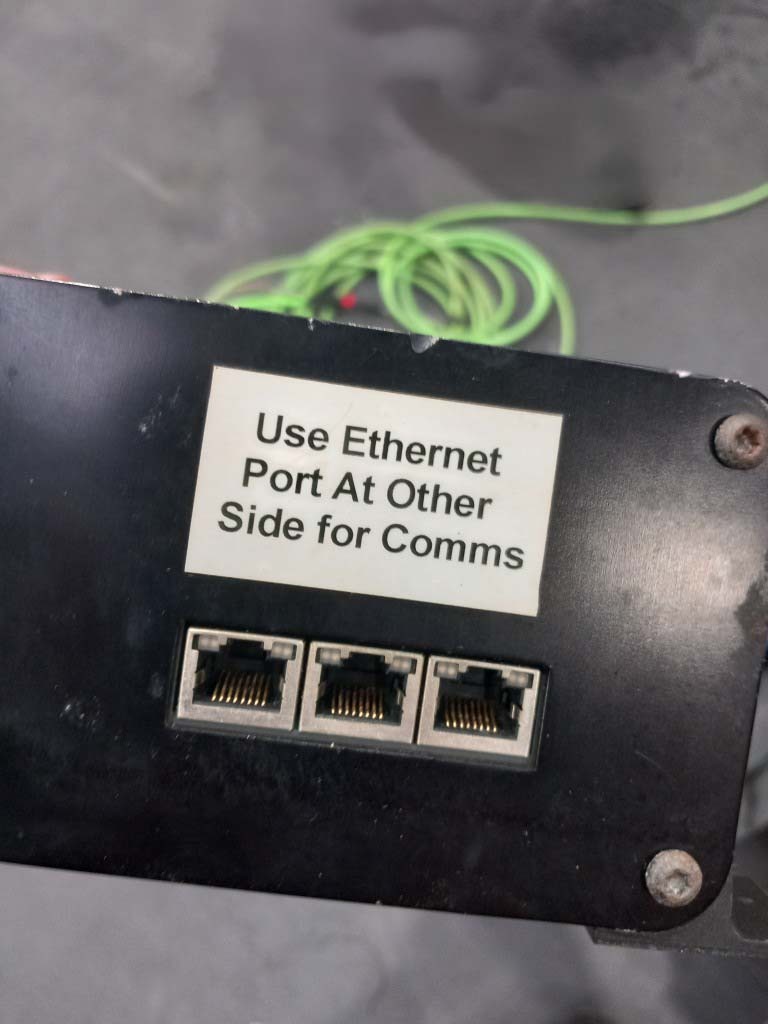 Use Ethernet
Port At Other
Side for Comms